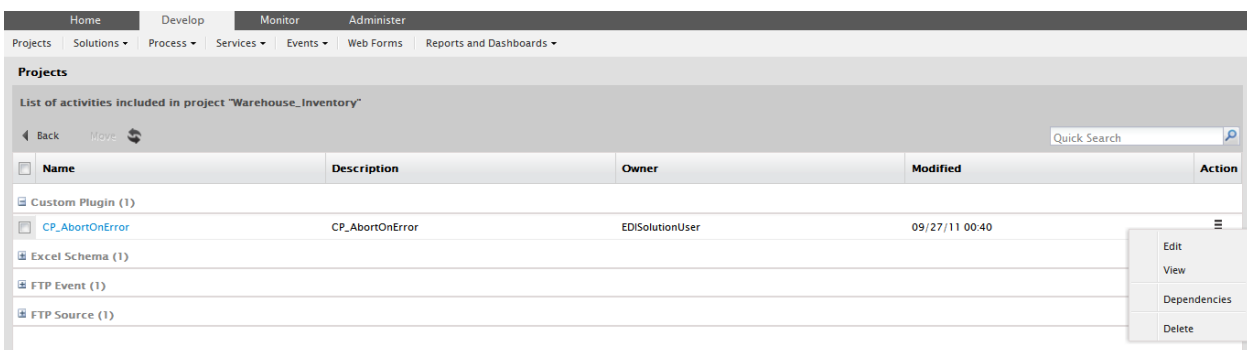 Home Develop Monitor Administer
Projects Solutions Process Services Events Web Forms Reports and Dashboards
Projects
List of activities included in project "Warehouse_Inventory"
Back Move Quick Search
Name Description Owner Modified Action
Custom Plugin (1)
CP_AbortOnError CP_AbortOnError EDISolutionUser 09/27/11 00:40
Edit
Excel Schema (1)
View
FTP Event (1)
Dependencies
FTP Source (1)
Delete